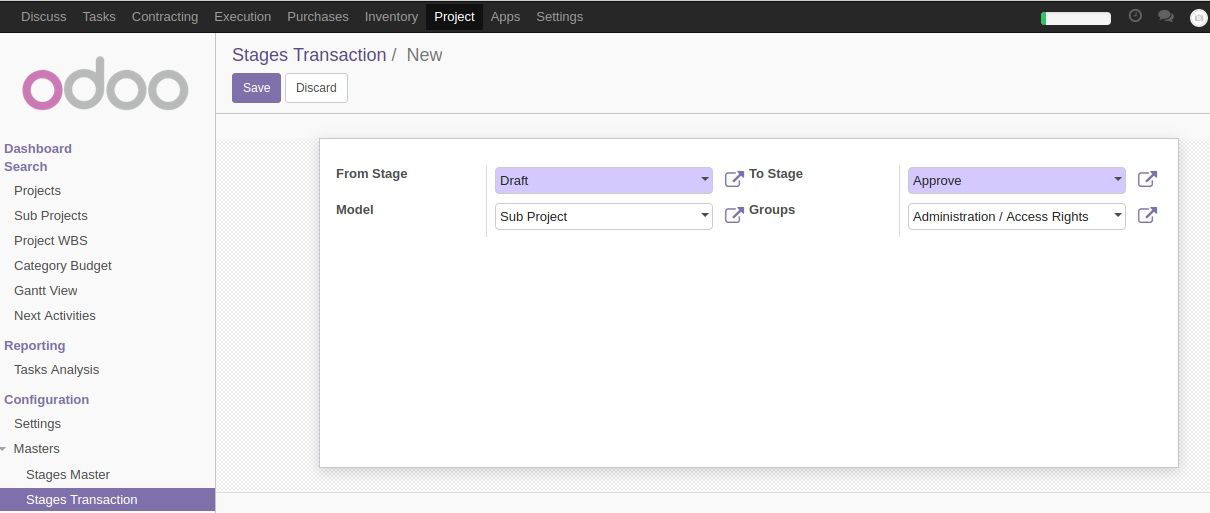 Discuss Tasks Contracting Execution Purchases Inventory Project Apps Settings
odoo
Stages Transaction / New
Save Discard
Dashboard
Search
Projects
Sub Projects
Project WBS
Category Budget
Gantt View
Next Activities
Reporting
Tasks Analysis
Configuration
Settings
Masters
Stages Master
Stages Transaction
From Stage Draft To Stage Approve
Model Sub Project Groups Administration / Access Rights